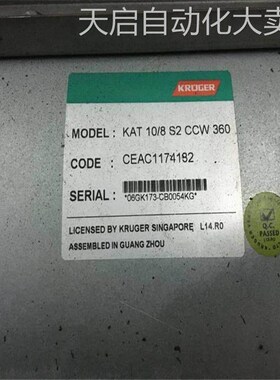 天启自动化大卖
KRUGER
MODEL: KAT 10/8 S2 CCW 360
CODE : CEAC1174182
SERIAL :
*06GK173-CB0054KG*
LICENSED BY KRUGER SINGAPORE L14.R0
ASSEMBLED IN GUANG ZHOU
Q.C.
PASSED